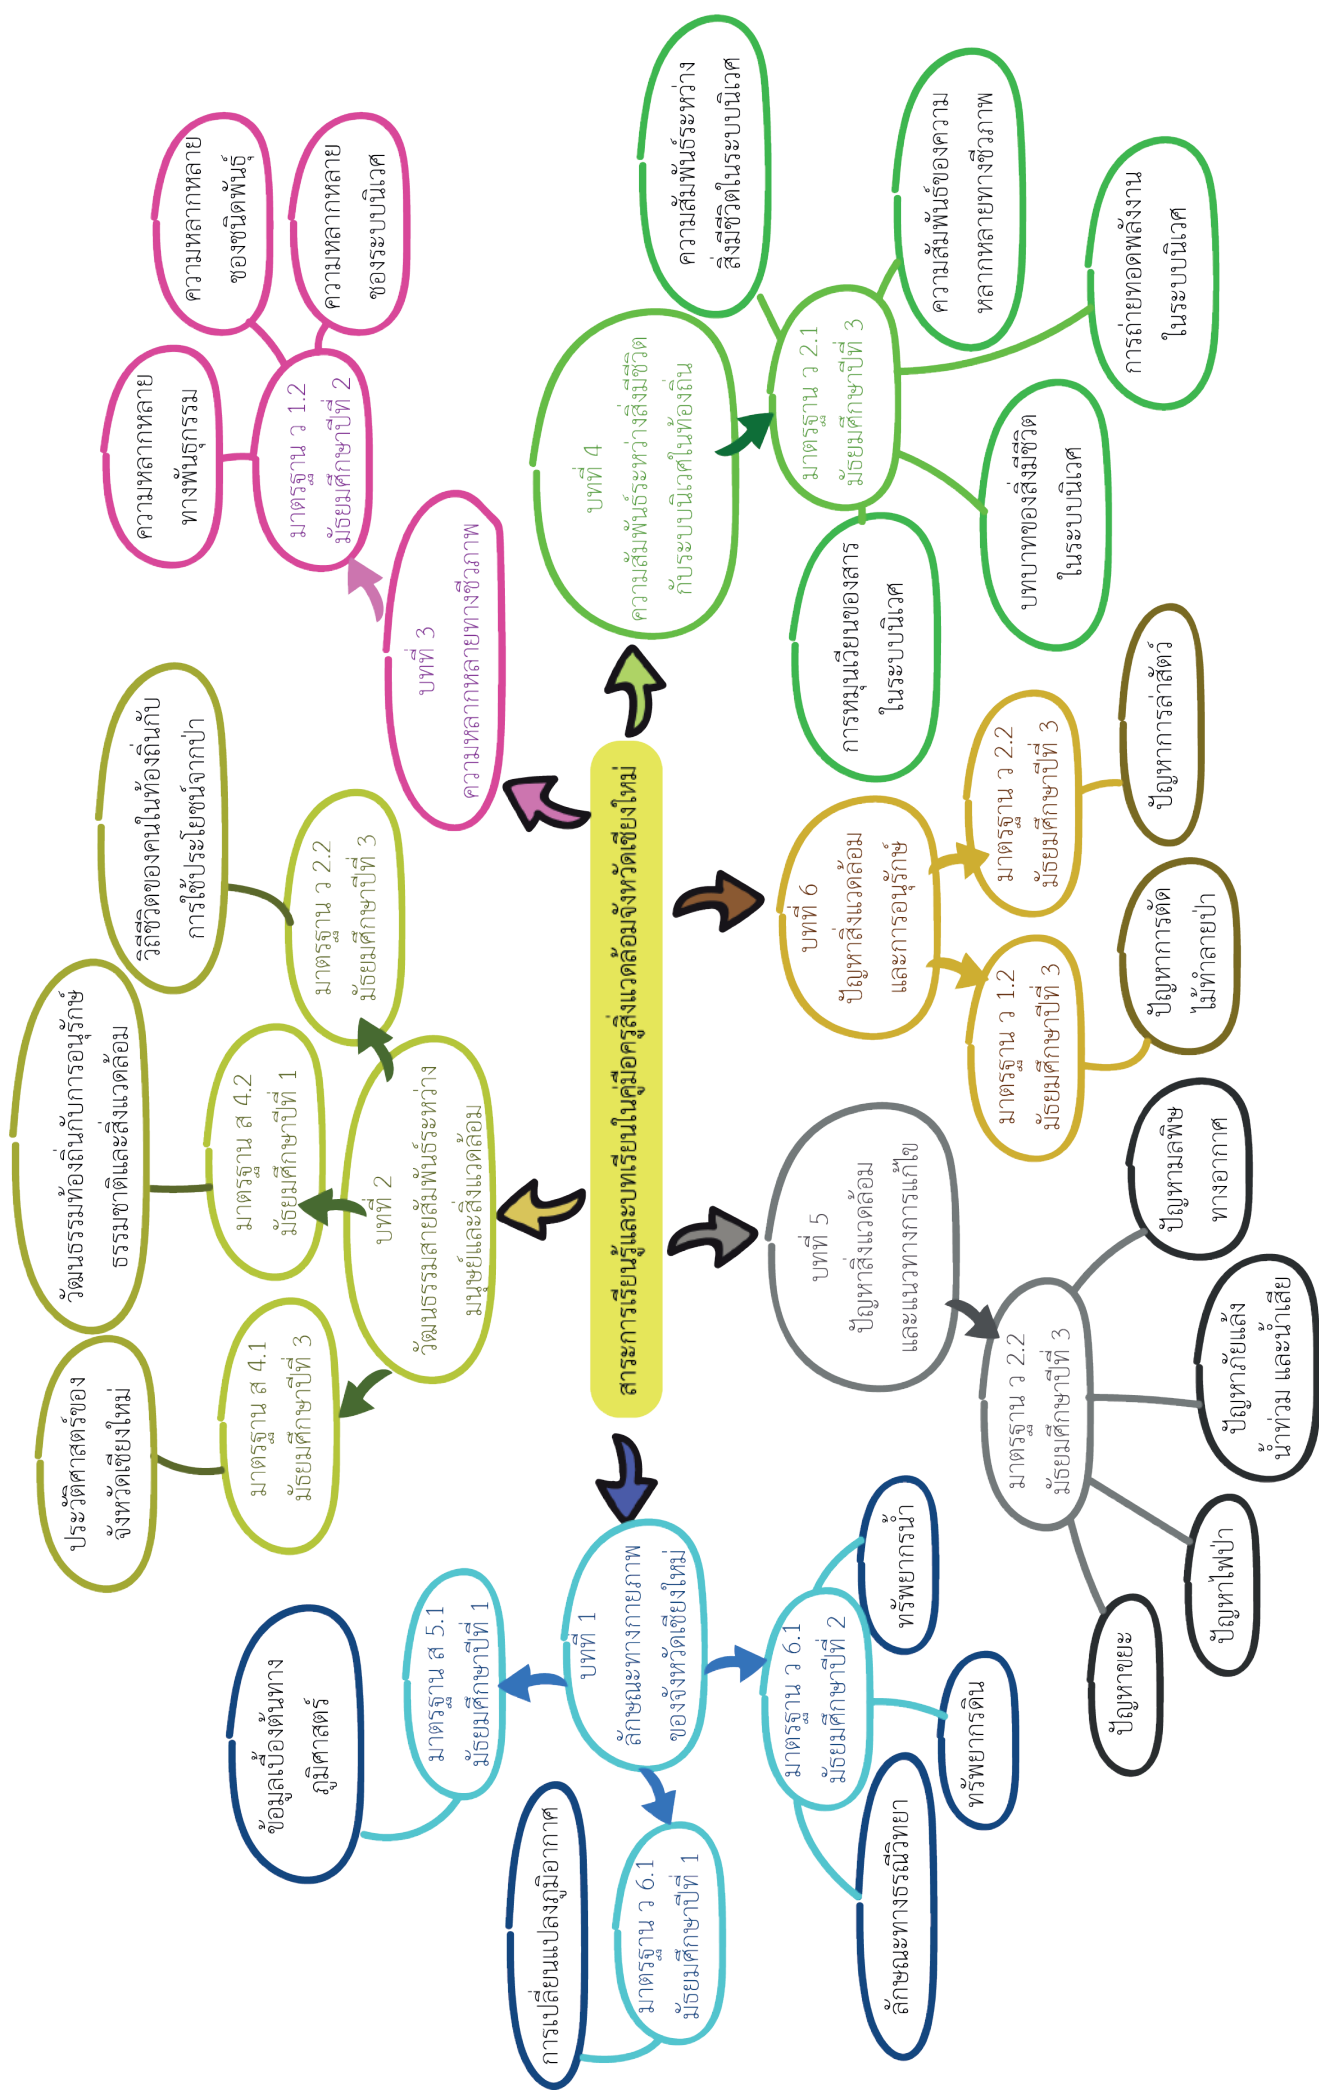 สาระการเรียนรู้และบทเรียนในคู่มือครูสิ่งแวดล้อมจังหวัดเชียงใหม่
บทที่ 1
ลักษณะทางกายภาพ
ของจังหวัดเชียงใหม่
มาตรฐาน ส 5.1
มัธยมศึกษาปีที่ 1
ข้อมูลเบื้องต้นทาง
ภูมิศาสตร์
มาตรฐาน ว 6.1
มัธยมศึกษาปีที่ 1
การเปลี่ยนแปลงภูมิอากาศ
มาตรฐาน ว 6.1
มัธยมศึกษาปีที่ 2
ลักษณะทางธรณีวิทยา
ทรัพยากรดิน
ทรัพยากรน้ำ
บทที่ 2
วัฒนธรรมสายสัมพันธ์ระหว่าง
มนุษย์และสิ่งแวดล้อม
มาตรฐาน ส 4.1
มัธยมศึกษาปีที่ 3
ประวัติศาสตร์ของ
จังหวัดเชียงใหม่
มาตรฐาน ส 4.2
มัธยมศึกษาปีที่ 1
วัฒนธรรมท้องถิ่นกับการอนุรักษ์
ธรรมชาติและสิ่งแวดล้อม
มาตรฐาน ว 2.2
มัธยมศึกษาปีที่ 3
วิถีชีวิตของคนในท้องถิ่นกับ
การใช้ประโยชน์จากป่า
บทที่ 3
ความหลากหลายทางชีวภาพ
มาตรฐาน ว 1.2
มัธยมศึกษาปีที่ 2
ความหลากหลาย
ทางพันธุกรรม
ความหลากหลาย
ของชนิดพันธุ์
ความหลากหลาย
ของระบบนิเวศ
บทที่ 4
ความสัมพันธ์ระหว่างสิ่งมีชีวิต
กับระบบนิเวศในท้องถิ่น
มาตรฐาน ว 2.1
มัธยมศึกษาปีที่ 3
ความสัมพันธ์ระหว่าง
สิ่งมีชีวิตในระบบนิเวศ
ความสัมพันธ์ของความ
หลากหลายทางชีวภาพ
การถ่ายทอดพลังงาน
ในระบบนิเวศ
บทบาทของสิ่งมีชีวิต
ในระบบนิเวศ
การหมุนเวียนของสาร
ในระบบนิเวศ
บทที่ 5
ปัญหาสิ่งแวดล้อม
และแนวทางการแก้ไข
มาตรฐาน ว 2.2
มัธยมศึกษาปีที่ 3
ปัญหาขยะ
ปัญหาไฟป่า
ปัญหาภัยแล้ง
น้ำท่วม และน้ำเสีย
ปัญหามลพิษ
ทางอากาศ
บทที่ 6
ปัญหาสิ่งแวดล้อม
และการอนุรักษ์
มาตรฐาน ว 1.2
มัธยมศึกษาปีที่ 3
ปัญหาการตัด
ไม้ทำลายป่า
มาตรฐาน ว 2.2
มัธยมศึกษาปีที่ 3
ปัญหาการล่าสัตว์